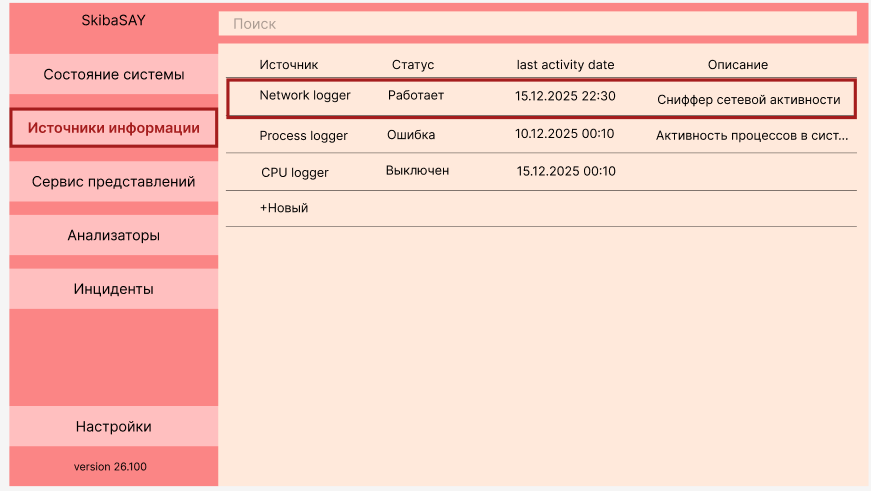 SkibaSAY
Поиск
Состояние системы
Источники информации
Сервис представлений
Анализаторы
Инциденты
Настройки
version 26.100
Источник Статус last activity date Описание
Network logger Работает 15.12.2025 22:30 Сниффер сетевой активности
Process logger Ошибка 10.12.2025 00:10 Активность процессов в сист...
CPU logger Выключен 15.12.2025 00:10
+Новый